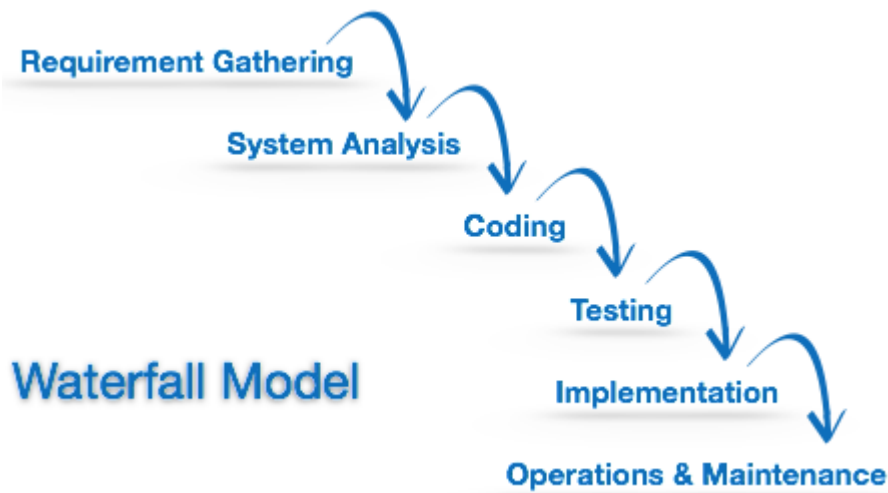 Requirement Gathering
System Analysis
Coding
Testing
Waterfall Model
Implementation
Operations & Maintenance